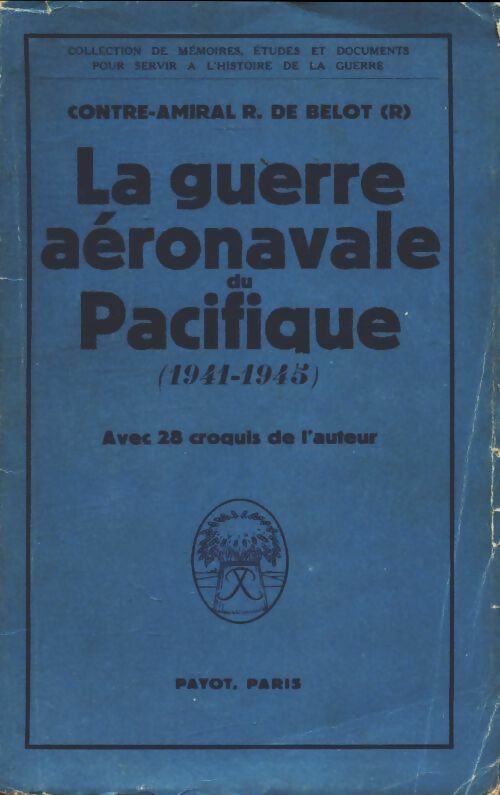 COLLECTION DE MÉMOIRES, ÉTUDES ET DOCUMENTS
POUR SERVIR A L'HISTOIRE DE LA GUERRE
CONTRE-AMIRAL R. DE BELOT (R)
La guerre
aéronavale
du
Pacifique
(1941-1945)
Avec 28 croquis de l'auteur
PAYOT, PARIS